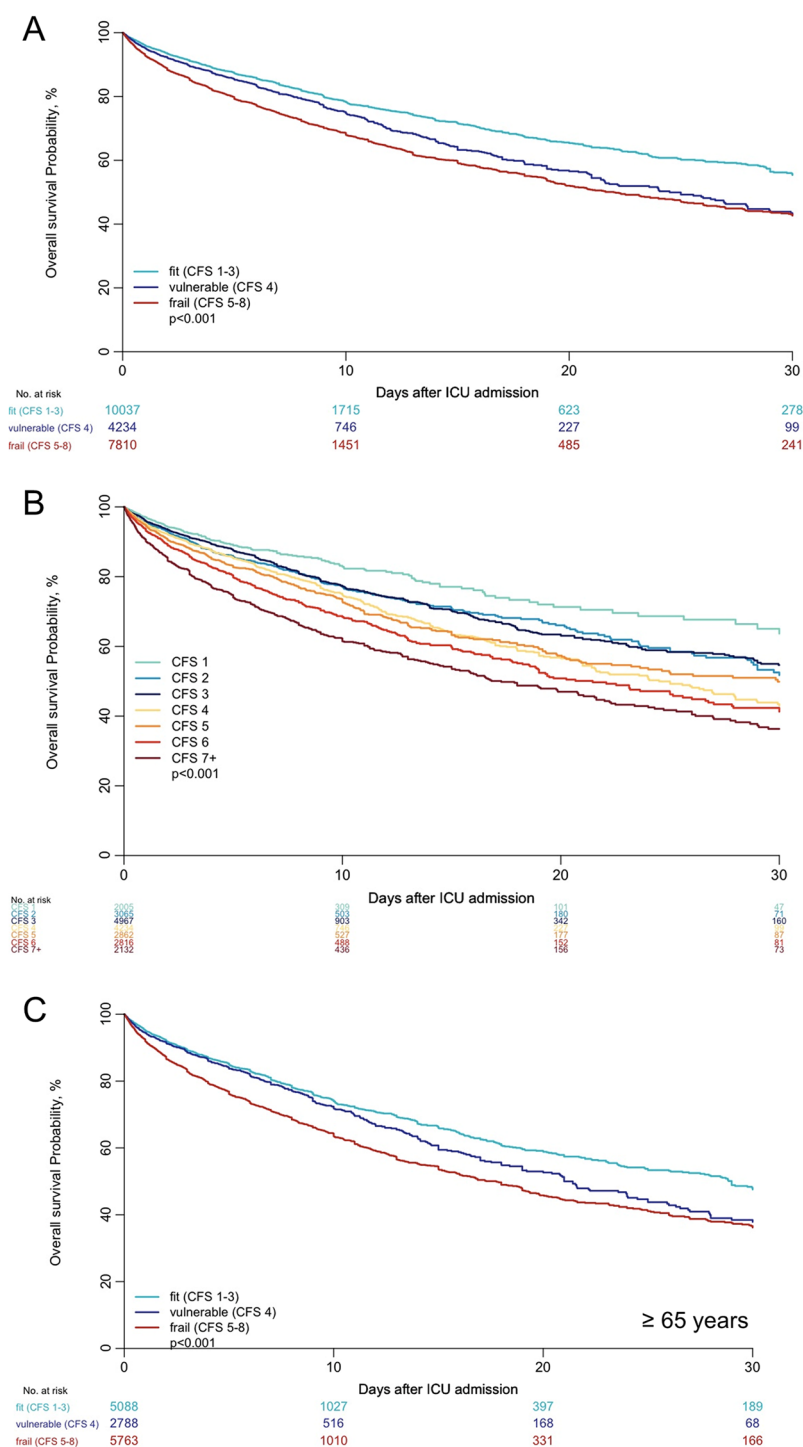 A
Overall survival Probability, %
100
80
60
40
20
0
fit (CFS 1-3)
vulnerable (CFS 4)
frail (CFS 5-8)
p<0.001
0 10 20 30
Days after ICU admission
No. at risk
fit (CFS 1-3) 10037 1715 623 278
vulnerable (CFS 4) 4234 746 227 99
frail (CFS 5-8) 7810 1451 485 241
B
Overall survival Probability, %
100
80
60
40
20
0
CFS 1
CFS 2
CFS 3
CFS 4
CFS 5
CFS 6
CFS 7+
p<0.001
0 10 20 30
Days after ICU admission
No. at risk
CFS 1 2005 309 101 47
CFS 2 3065 503 180 71
CFS 3 4967 903 342 160
CFS 5 2862 527 177 87
CFS 6 2816 488 152 81
CFS 7+ 2132 436 156 73
C
Overall survival Probability, %
100
80
60
40
20
0
fit (CFS 1-3)
vulnerable (CFS 4)
frail (CFS 5-8)
p<0.001
≥ 65 years
0 10 20 30
Days after ICU admission
No. at risk
fit (CFS 1-3) 5088 1027 397 189
vulnerable (CFS 4) 2788 516 168 68
frail (CFS 5-8) 5763 1010 331 166